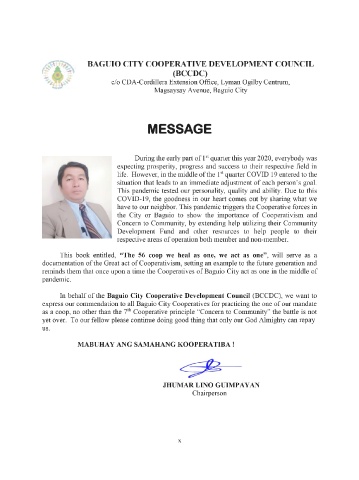 BAGUIO CITY COOPERATIVE DEVELOPMENT COUNCIL
(BCCDC)
c/o CDA-Cordillera Extension Office, Lyman Ogilby Centrum,
Magsaysay Avenue, Baguio City
MESSAGE
During the early part of 1st quarter this year 2020, everybody was
expecting prosperity, progress and success to their respective field in
life. However, in the middle of the 1st quarter COVID 19 entered to the
situation that leads to an immediate adjustment of each person's goal.
This pandemic tested our personality, quality and ability. Due to this
COVID-19, the goodness in our heart comes out by sharing what we
have to our neighbor. This pandemic triggers the Cooperative forces in
the City or Baguio to show the importance of Cooperativism and
Concern to Community, by extending help utilizing their Community
Development Fund and other resources to help people to their
respective areas of operation both member and non-member.
This book entitled, “The 56 coop we heal as one, we act as one”, will serve as a
documentation of the Great act of Cooperativism, setting an example to the future generation and
reminds them that once upon a time the Cooperatives of Baguio City act as one in the middle of
pandemic.
In behalf of the Baguio City Cooperative Development Council (BCCDC), we want to
express our commendation to all Baguio City Cooperatives for practicing the one of our mandate
as a coop, no other than the 7th Cooperative principle “Concern to Community” the battle is not
yet over. To our fellow please continue doing good thing that only our God Almighty can repay
us.
MABUHAY ANG SAMAHANG KOOPERATIBA !
JHUMAR LINO GUIMPAYAN
Chairperson
x